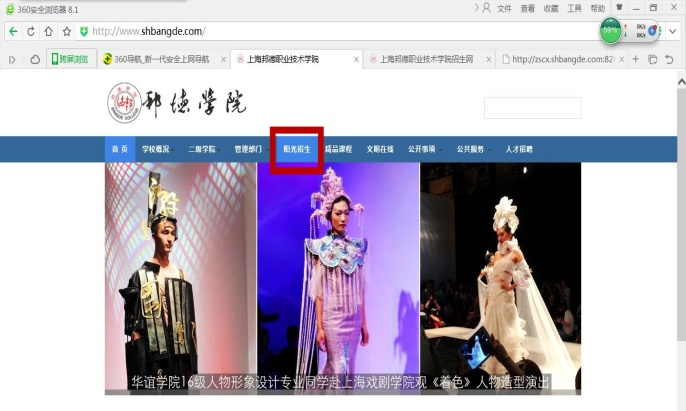 360安全浏览器 8.1
文件 查看 收藏 工具 帮助
http://www.shbangde.com/
59%
0K/s
0K/s
跨屏浏览
360导航_新一代安全上网导航
上海邦德职业技术学院
上海邦德职业技术学院招生网
http://zscx.shbangde.com:82
邦德学院
首 页 学校概况 二级学院 管理部门 阳光招生 精品课程 文明在线 公开事项 公共服务 人才招聘
华谊学院16级人物形象设计专业同学赴上海戏剧学院观《着色》人物造型演出